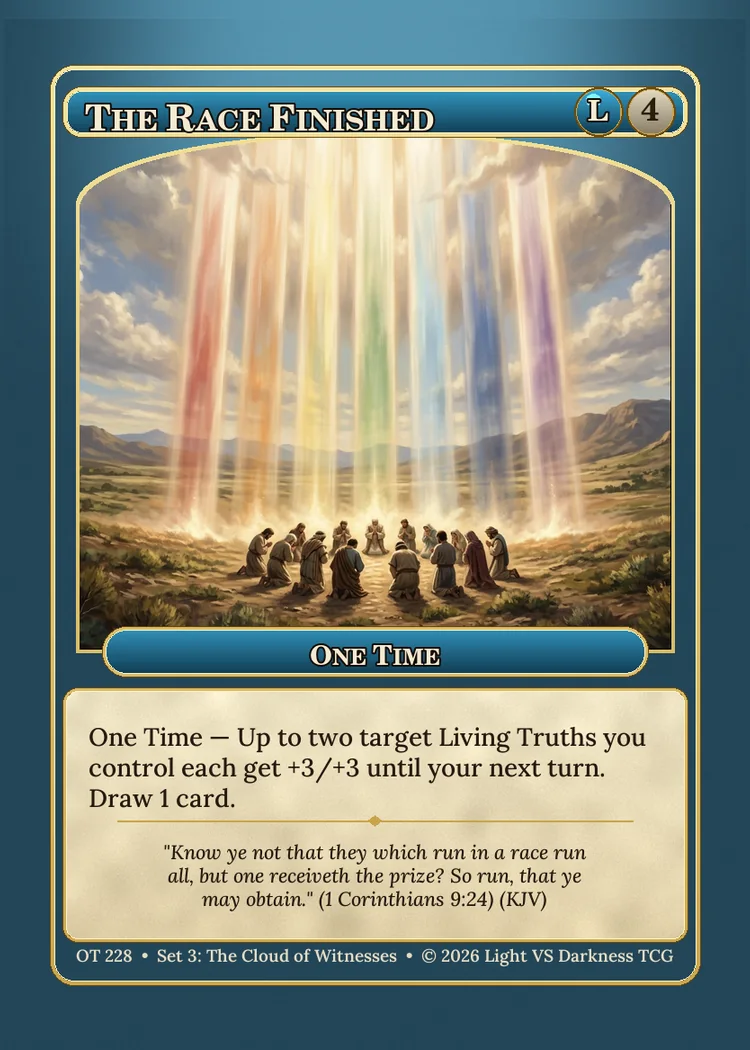 The Race Finished L 4
One Time
One Time — Up to two target Living Truths you
control each get +3/+3 until your next turn.
Draw 1 card.
"Know ye not that they which run in a race run
all, but one receiveth the prize? So run, that ye
may obtain." (1 Corinthians 9:24) (KJV)
OT 228 • Set 3: The Cloud of Witnesses • © 2026 Light VS Darkness TCG